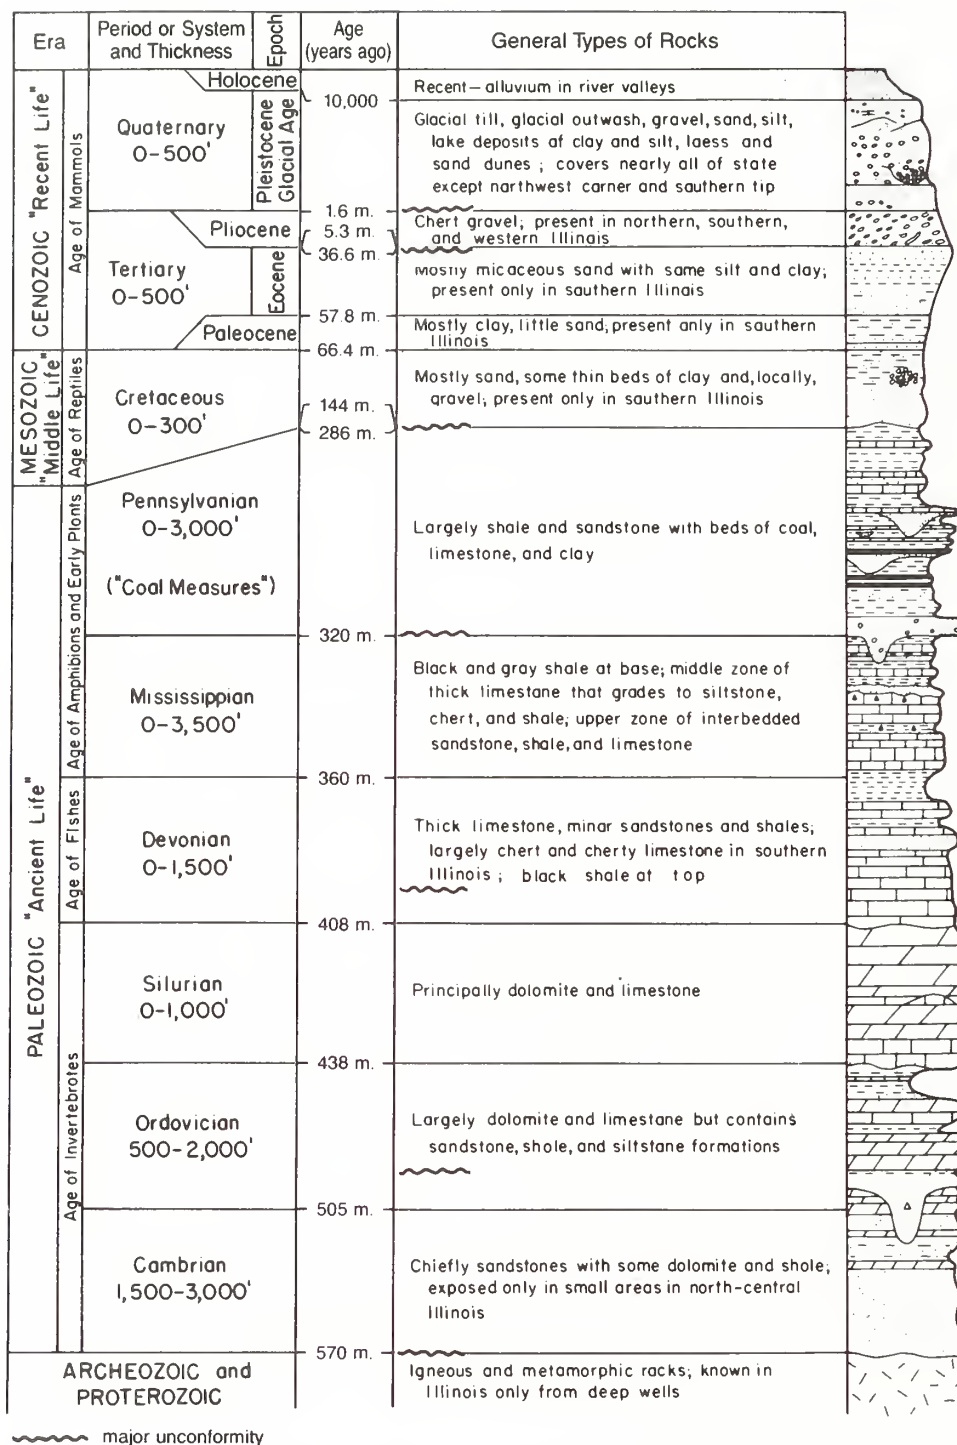 Era
Period or System
and Thickness
Epoch
Age
(years ago)
General Types of Rocks
CENOZOIC "Recent Life"
Age of Mammals
Quaternary
0-500'
Holocene
Pleistocene
Glacial Age
10,000
Recent – alluvium in river valleys
Glacial till, glacial outwash, gravel, sand, silt,
lake deposits of clay and silt, laess and
sand dunes ; covers nearly all of state
except northwest carner and sauthern tip
1.6 m.
Tertiary
0-500'
Pliocene
5.3 m.
36.6 m.
Chert gravel; present in northern, southern,
and western Illinois
Eocene
Mostly micaceous sand with same silt and clay;
present only in sauthern Illinais
57.8 m.
Paleocene
Mostly clay, little sand; present anly in sauthern
Illinois
66.4 m.
MESOZOIC
"Middle Life"
Age of Reptiles
Cretaceous
0-300'
144 m.
286 m.
Mostly sand, some thin beds of clay and, locally,
gravel; present only in southern Illinois
PALEOZOIC "Ancient Life"
Age of Amphibians and Early Plants
Pennsylvanian
0-3,000'
("Coal Measures")
Largely shale and sandstone with beds of coal,
limestone, and clay
320 m.
Mississippian
0-3,500'
Black and gray shale at base; middle zone of
thick limestane that grades to siltstone,
chert, and shale; upper zone of interbedded
sandstone, shale, and limestone
360 m.
Age of Fishes
Devonian
0-1,500'
Thick limestone, minor sandstones and shales;
largely chert and cherty limestone in southern
Illinois ; black shale at top
408 m.
Age of Invertebrates
Silurian
0-1,000'
Principally dolomite and limestone
438 m.
Ordovician
500-2,000'
Largely dolomite and limestane but contains
sandstone, shole, and siltstane formations
505 m.
Cambrian
1,500-3,000'
Chiefly sandstones with some dolomite and shole;
exposed only in small areas in north-central
Illinois
570 m.
ARCHEOZOIC and
PROTEROZOIC
Igneous and metamorphic racks; known in
Illinois only from deep wells
major unconformity